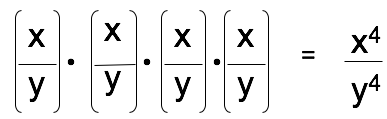 (x/y) · (x/y) · (x/y) · (x/y) = x⁴/y⁴